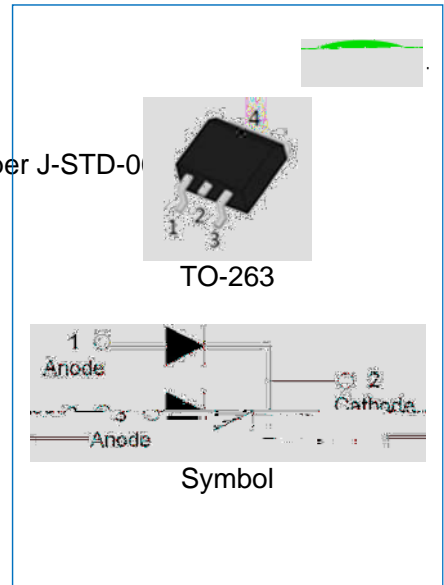 4
per J-STD-0
1 2 3
TO-263
1
Anode
2
Cathode
3
Anode
Symbol